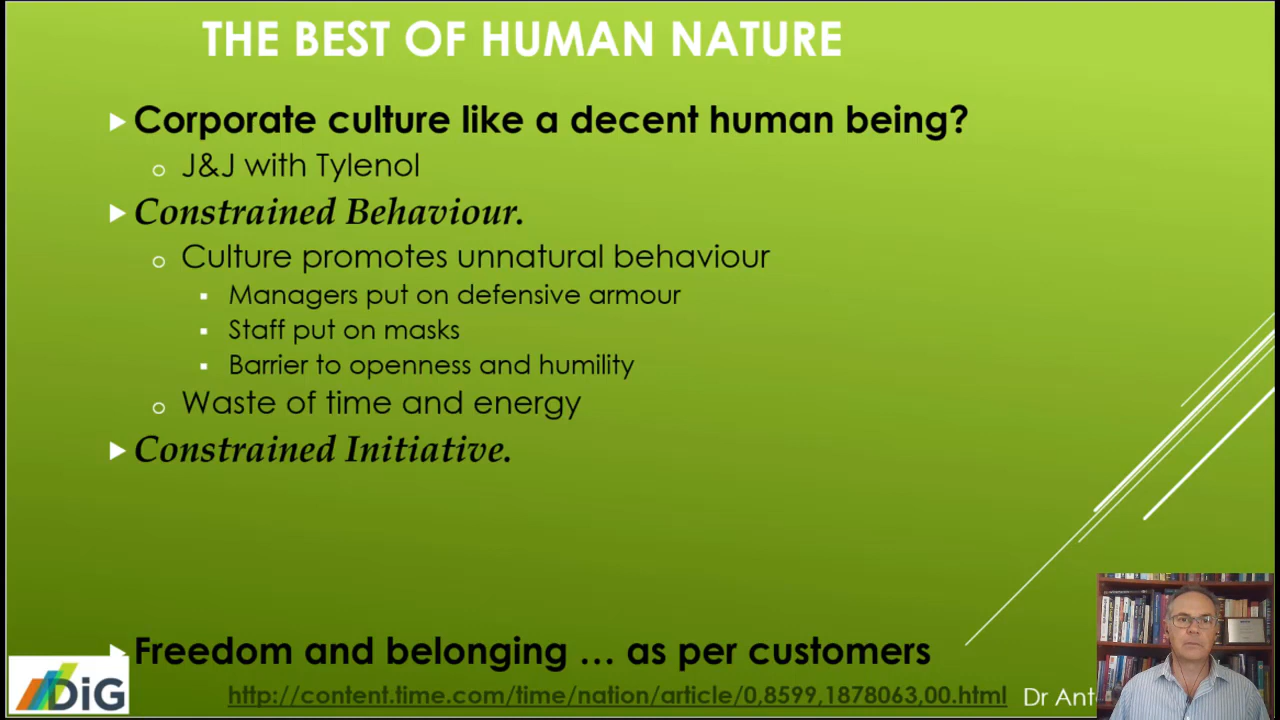 THE BEST OF HUMAN NATURE
Corporate culture like a decent human being?
J&J with Tylenol
Constrained Behaviour.
Culture promotes unnatural behaviour
Managers put on defensive armour
Staff put on masks
Barrier to openness and humility
Waste of time and energy
Constrained Initiative.
Freedom and belonging … as per customers
http://content.time.com/time/nation/article/0,8599,1878063,00.html
Dr Ant
DiG